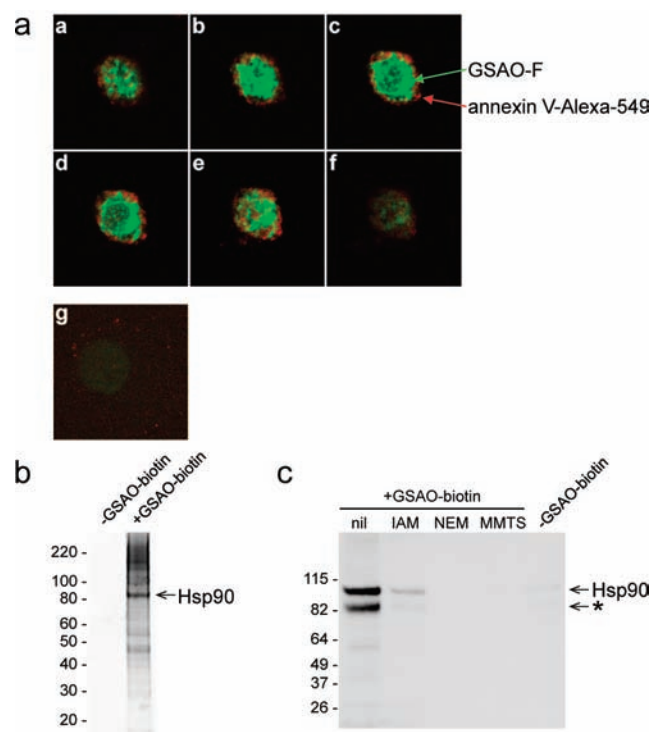 a
a b c
GSAO-F
annexin V-Alexa-549
d e f
g
b
-GSAO-biotin
+GSAO-biotin
220 -
100 -
80 -
60 -
50 -
40 -
30 -
20 -
Hsp90
c
+GSAO-biotin
-GSAO-biotin
nil IAM NEM MMTS
115 -
82 -
64 -
49 -
37 -
26 -
Hsp90
*